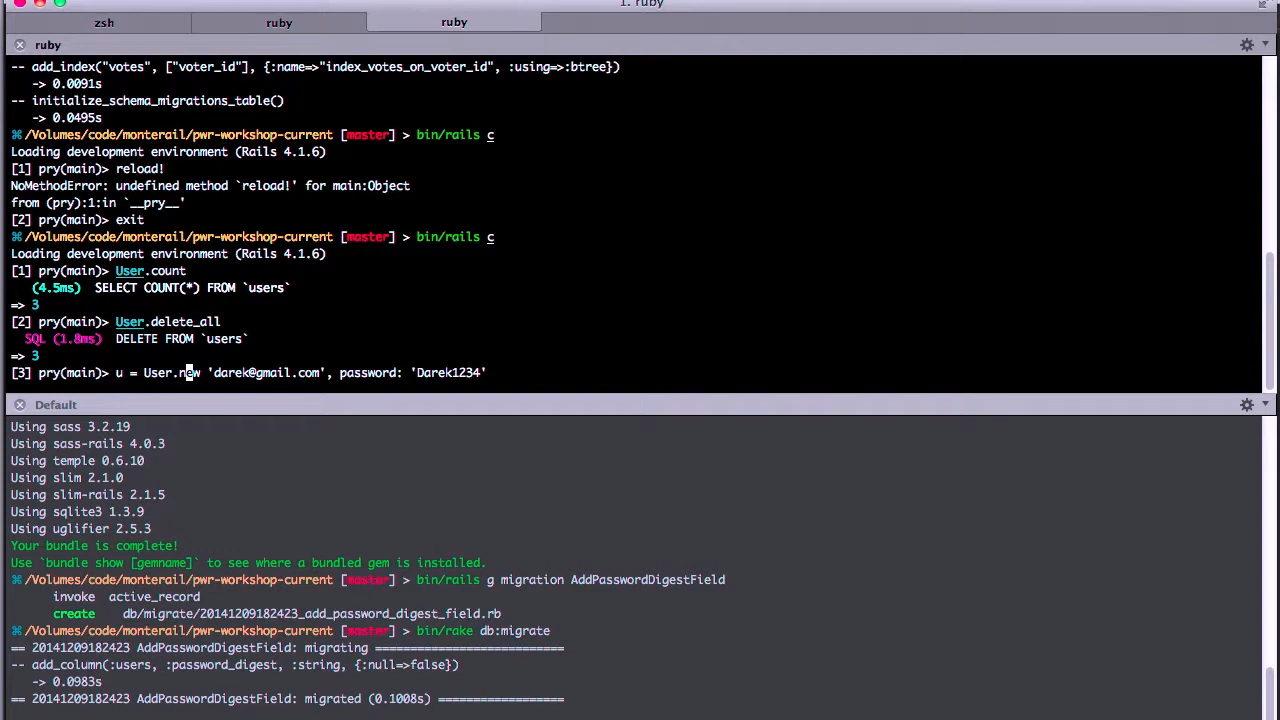 1. ruby
zsh
ruby
ruby
ruby
-- add_index("votes", ["voter_id"], {:name=>"index_votes_on_voter_id", :using=>:btree})
-> 0.0091s
-- initialize_schema_migrations_table()
-> 0.0495s
⌘ /Volumes/code/monterail/pwr-workshop-current [master] > bin/rails c
Loading development environment (Rails 4.1.6)
[1] pry(main)> reload!
NoMethodError: undefined method `reload!' for main:Object
from (pry):1:in `__pry__'
[2] pry(main)> exit
⌘ /Volumes/code/monterail/pwr-workshop-current [master] > bin/rails c
Loading development environment (Rails 4.1.6)
[1] pry(main)> User.count
(4.5ms) SELECT COUNT(*) FROM `users`
=> 3
[2] pry(main)> User.delete_all
SQL (1.8ms) DELETE FROM `users`
=> 3
[3] pry(main)> u = User.new 'darek@gmail.com', password: 'Darek1234'
Default
Using sass 3.2.19
Using sass-rails 4.0.3
Using temple 0.6.10
Using slim 2.1.0
Using slim-rails 2.1.5
Using sqlite3 1.3.9
Using uglifier 2.5.3
Your bundle is complete!
Use `bundle show [gemname]` to see where a bundled gem is installed.
⌘ /Volumes/code/monterail/pwr-workshop-current [master] > bin/rails g migration AddPasswordDigestField
invoke active_record
create db/migrate/20141209182423_add_password_digest_field.rb
⌘ /Volumes/code/monterail/pwr-workshop-current [master] > bin/rake db:migrate
== 20141209182423 AddPasswordDigestField: migrating ===========================
-- add_column(:users, :password_digest, :string, {:null=>false})
-> 0.0983s
== 20141209182423 AddPasswordDigestField: migrated (0.1008s) ==================